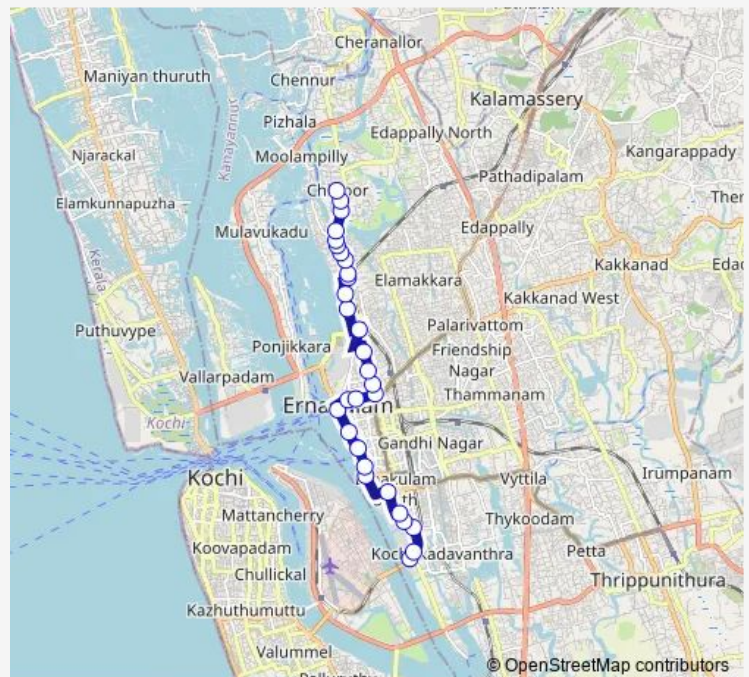 Cheranallor
Maniyan thuruth
Chennur
Kalamassery
Pizhala
Edappally North
Kanayannur
Njarackal
Moolampilly
Kangarappady
Pathadipalam
Elamkunnapuzha
Mulavukadu
Edappally
Kerala
Elamakkara
Kakkanad
Kakkanad West
Puthuvype
Palarivattom
Ponjikkara
Friendship
Nagar
Vallarpadam
Thammanam
Kochi
Gandhi Nagar
Kochi
Vyttila
Irumpanam
Mattancherry
Thykoodam
Koovapadam
Petta
Chullickal
Thrippunithura
Kazhuthumuttu
Valummel
© OpenStreetMap contributors